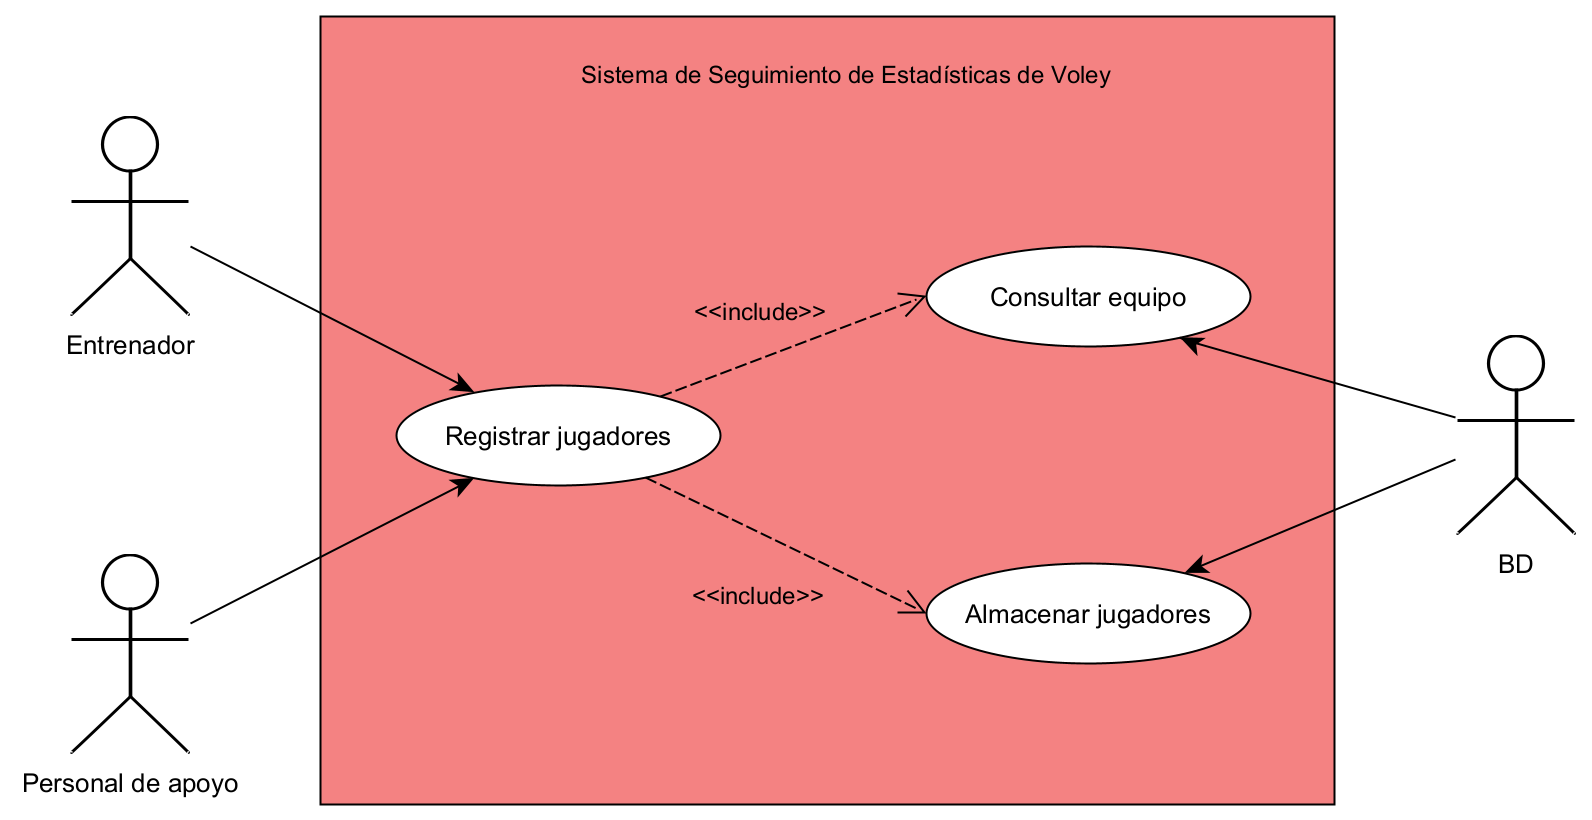 Sistema de Seguimiento de Estadísticas de Voley
Entrenador
<<include>>
Consultar equipo
Registrar jugadores
BD
<<include>>
Almacenar jugadores
Personal de apoyo